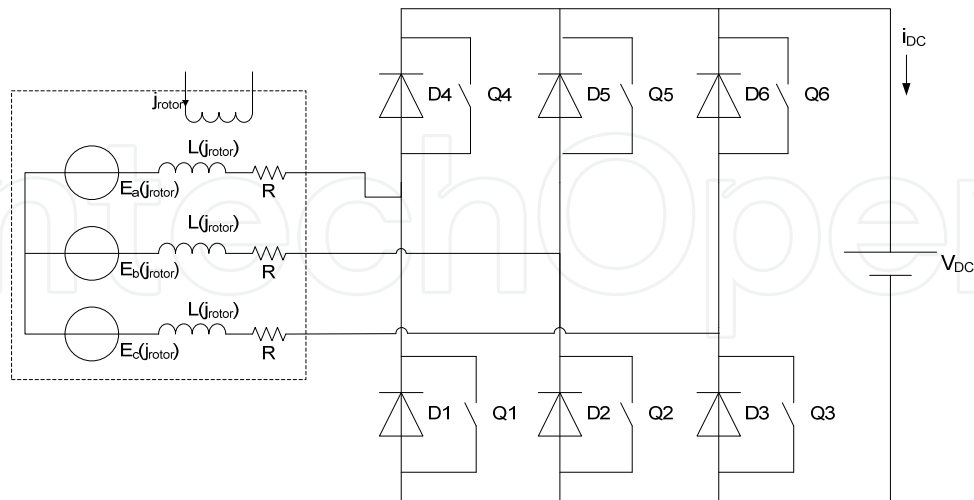 iDC
D4 Q4 D5 Q5 D6 Q6
jrotor
L(jrotor)
Ea(jrotor) R
L(jrotor)
Eb(jrotor) R
VDC
L(jrotor)
Ec(jrotor) R
D1 Q1 D2 Q2 D3 Q3
ntechOpe